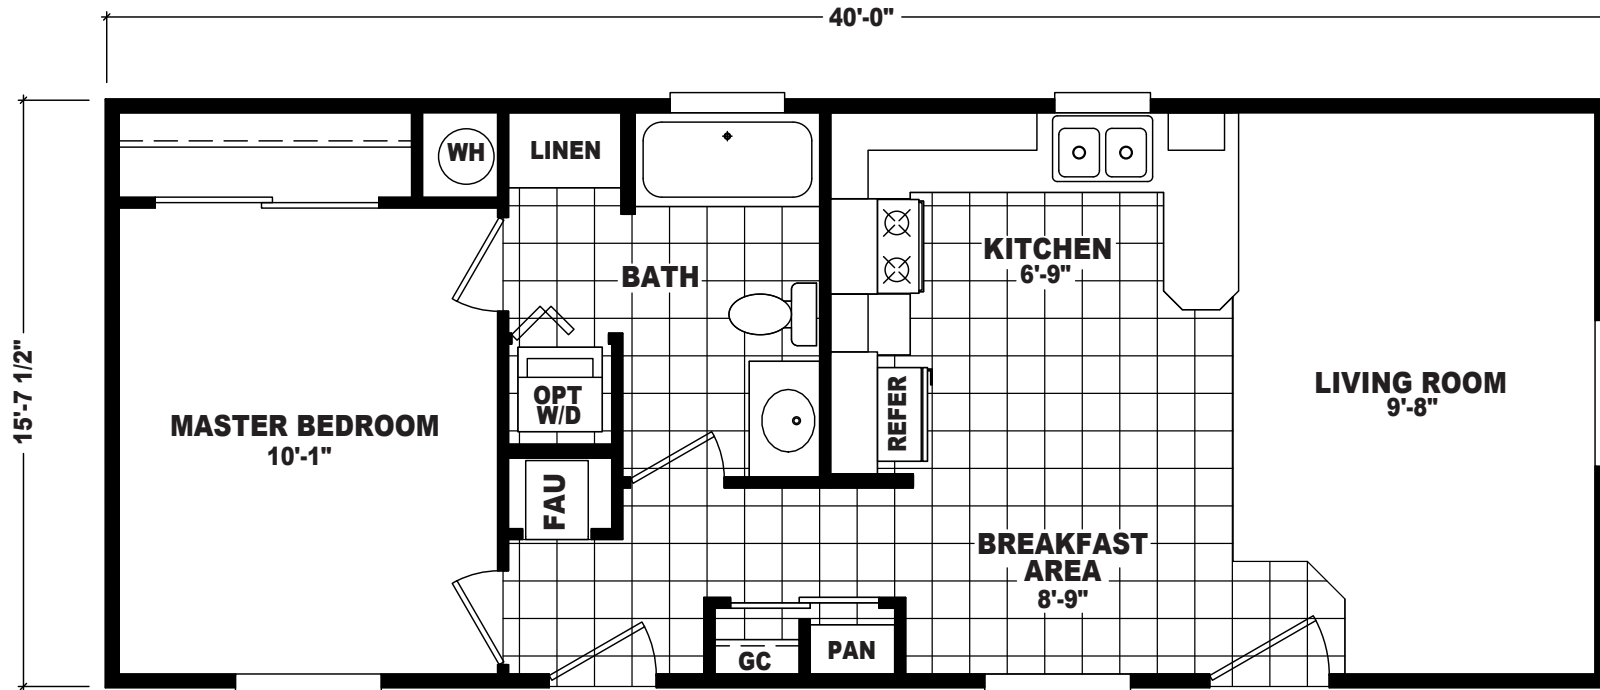 40'-0"
15'-7 1/2"
WH
LINEN
BATH
KITCHEN
6'-9"
OPT
W/D
REFER
LIVING ROOM
9'-8"
MASTER BEDROOM
10'-1"
FAU
BREAKFAST
AREA
8'-9"
GC
PAN